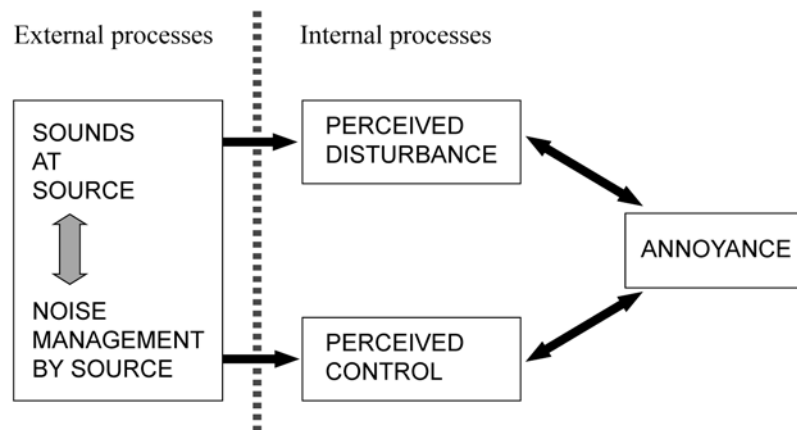 External processes
Internal processes
SOUNDS
AT
SOURCE
NOISE
MANAGEMENT
BY SOURCE
PERCEIVED
DISTURBANCE
PERCEIVED
CONTROL
ANNOYANCE